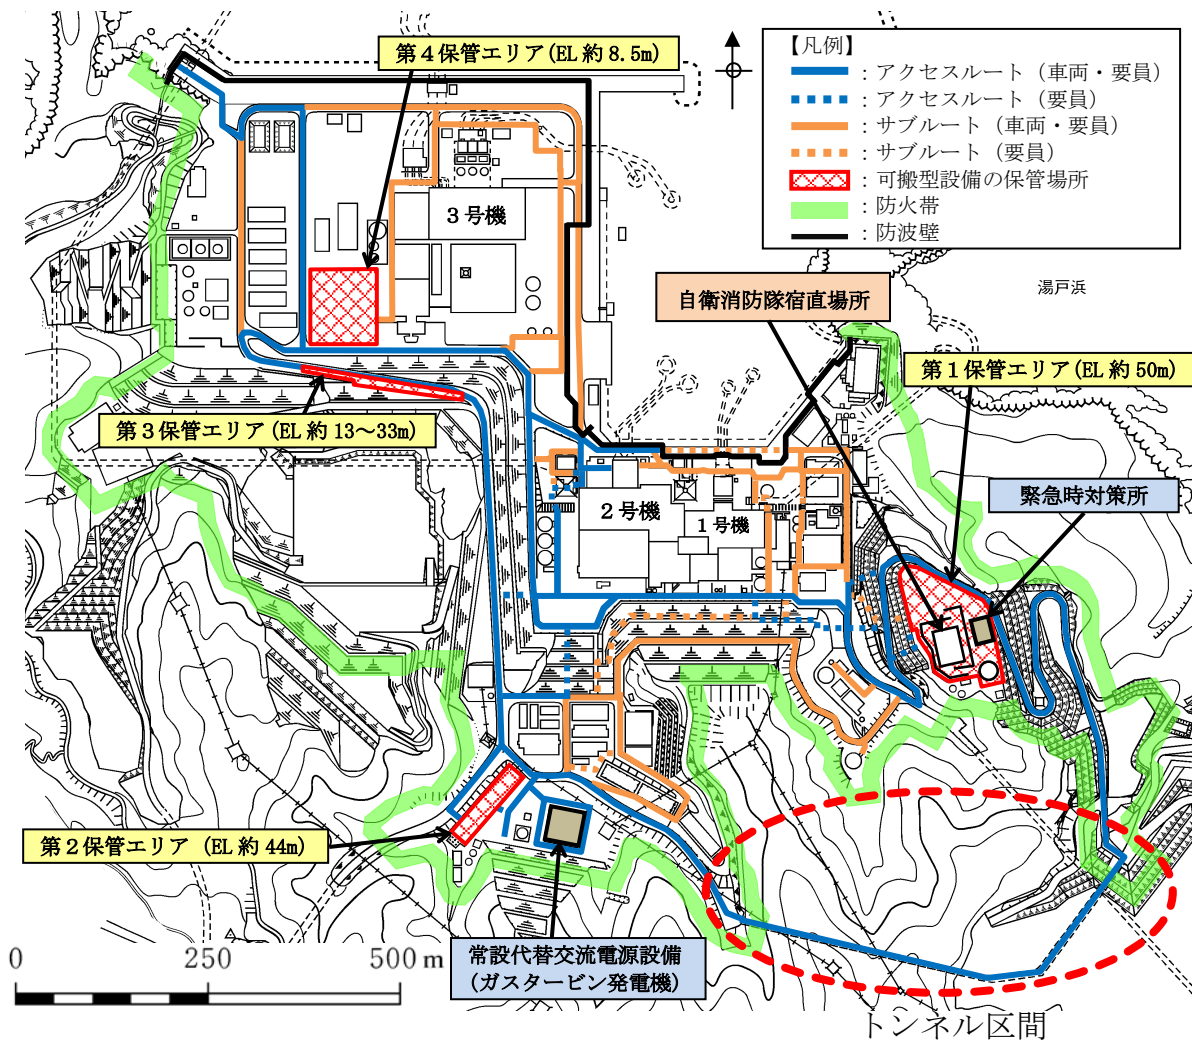 第４保管エリア(EL 約 8.5m)
【凡例】
：アクセスルート（車両・要員）
：アクセスルート（要員）
：サブルート（車両・要員）
：サブルート（要員）
：可搬型設備の保管場所
：防火帯
：防波壁
３号機
湯戸浜
自衛消防隊宿直場所
第１保管エリア(EL 約 50m)
第３保管エリア(EL 約 13～33m)
緊急時対策所
２号機
１号機
第２保管エリア (EL 約 44m)
常設代替交流電源設備
(ガスタービン発電機)
0 250 500 m
トンネル区間